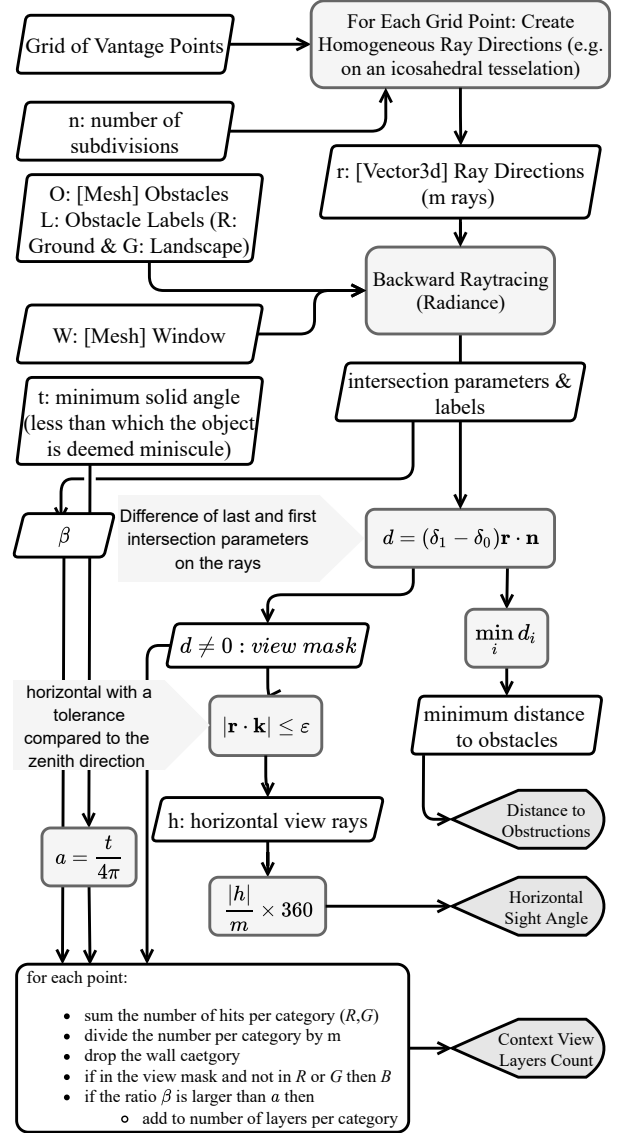 Grid of Vantage Points
For Each Grid Point: Create
Homogeneous Ray Directions (e.g.
on an icosahedral tesselation)
n: number of
subdivisions
r: [Vector3d] Ray Directions
(m rays)
O: [Mesh] Obstacles
L: Obstacle Labels (R:
Ground & G: Landscape)
Backward Raytracing
(Radiance)
W: [Mesh] Window
intersection parameters &
labels
t: minimum solid angle
(less than which the object
is deemed miniscule)
β
Difference of last and first
intersection parameters
on the rays
d = (δ₁ − δ₀)r · n
d ≠ 0 : view mask
min dᵢ
i
horizontal with a
tolerance
compared to the
zenith direction
|r · k| ≤ ε
minimum distance
to obstacles
h: horizontal view rays
Distance to
Obstructions
a = t/4π
|h|/m × 360
Horizontal
Sight Angle
for each point:
• sum the number of hits per category (R,G)
• divide the number per category by m
• drop the wall caetgory
• if in the view mask and not in R or G then B
• if the ratio β is larger than a then
∘ add to number of layers per category
Context View
Layers Count